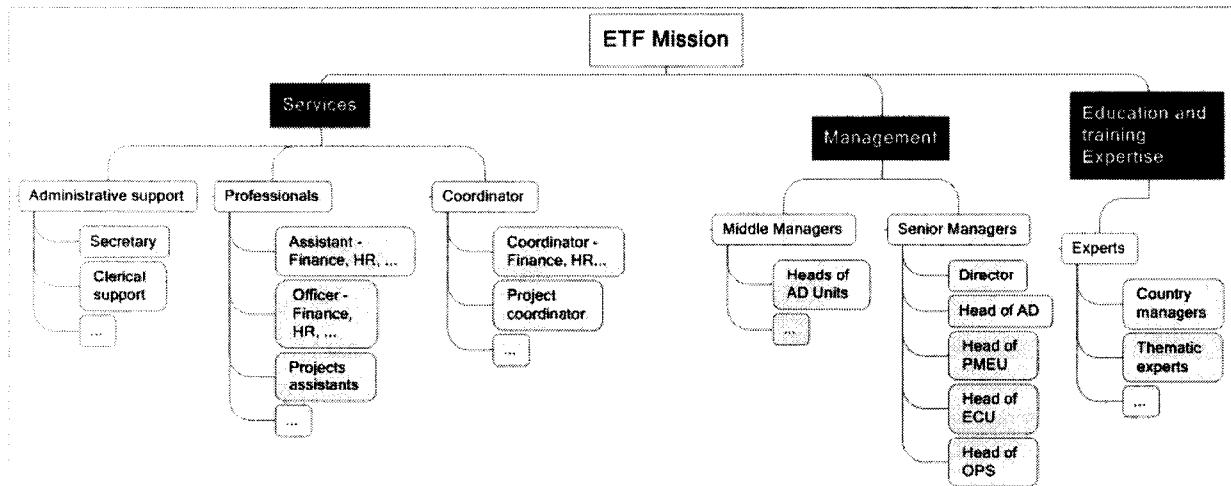 ETF Mission
Services
Management
Education and
training
Expertise
Administrative support
Secretary
Clerical
support
...
Professionals
Assistant -
Finance, HR, ...
Officer -
Finance,
HR, ...
Projects
assistants
...
Coordinator
Coordinator -
Finance, HR...
Project
coordinator
...
Middle Managers
Heads of
AD Units
...
Senior Managers
Director
Head of AD
Head of
PMEU
Head of
ECU
Head of
OPS
Experts
Country
managers
Thematic
experts
...